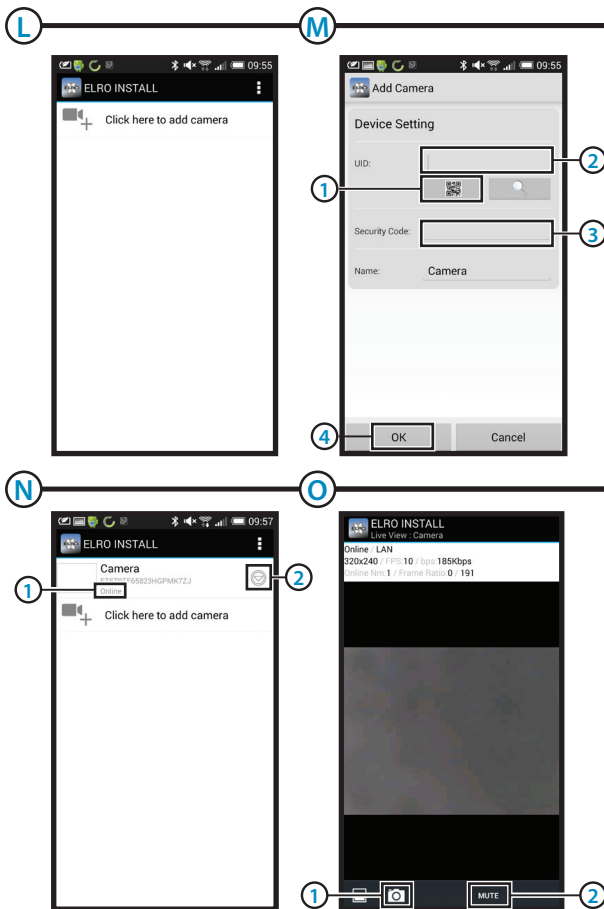 L
09:55
ELRO INSTALL
Click here to add camera
M
09:55
Add Camera
Device Setting
UID:
2
1
Security Code:
3
Name: Camera
4
OK Cancel
N
09:57
ELRO INSTALL
Camera
1
Online
2
Click here to add camera
O
ELRO INSTALL
Live View : Camera
Online / LAN
320x240 / FPS:10 / bps:185Kbps
Online Nm:1 / Frame Ratio:0 / 191
1
MUTE
2